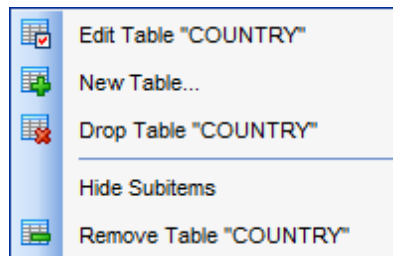 Edit Table "COUNTRY"
New Table...
Drop Table "COUNTRY"
Hide Subitems
Remove Table "COUNTRY"